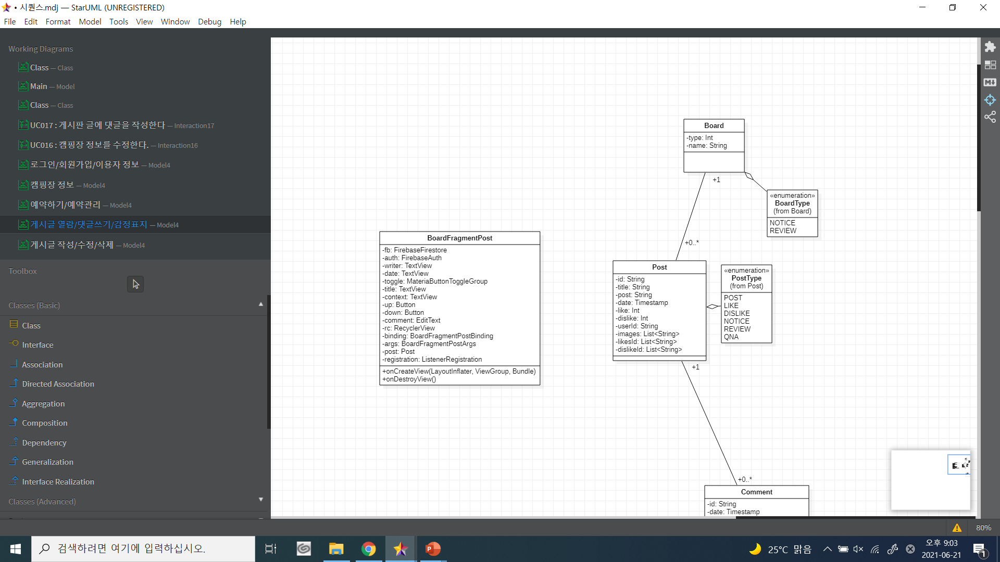 • 시퀀스.mdj — StarUML (UNREGISTERED)
File Edit Format Model Tools View Window Debug Help
Working Diagrams
Class — Class
Main — Model
Class — Class
UC017 : 게시판 글에 댓글을 작성한다 — Interaction17
UC016 : 캠핑장 정보를 수정한다. — Interaction16
로그인/회원가입/이용자 정보 — Model4
캠핑장 정보 — Model4
예약하기/예약관리 — Model4
게시글 열람/댓글쓰기/감정표지 — Model4
게시글 작성/수정/삭제 — Model4
Toolbox
Classes (Basic)
Class
Interface
Association
Directed Association
Aggregation
Composition
Dependency
Generalization
Interface Realization
Classes (Advanced)
BoardFragmentPost
-fb: FirebaseFirestore
-auth: FirebaseAuth
-writer: TextView
-date: TextView
-toggle: MateriaButtonToggleGroup
-title: TextView
-context: TextView
-up: Button
-down: Button
-comment: EditText
-rc: RecyclerView
-binding: BoardFragmentPostBinding
-args: BoardFragmentPostArgs
-post: Post
-registration: ListenerRegistration
+onCreateView(LayoutInflater, ViewGroup, Bundle)
+onDestroyView()
Board
-type: Int
-name: String
+1
«enumeration»
BoardType
(from Board)
NOTICE
REVIEW
+0..*
Post
-id: String
-title: String
-post: String
-date: Timestamp
-like: Int
-dislike: Int
-userId: String
-images: List<String>
-likesId: List<String>
-dislikeId: List<String>
«enumeration»
PostType
(from Post)
POST
LIKE
DISLIKE
NOTICE
REVIEW
QNA
+1
+0..*
Comment
-id: String
-date: Timestamp
M
80%
검색하려면 여기에 입력하십시오.
P
25°C 맑음
오후 9:03
2021-06-21
1